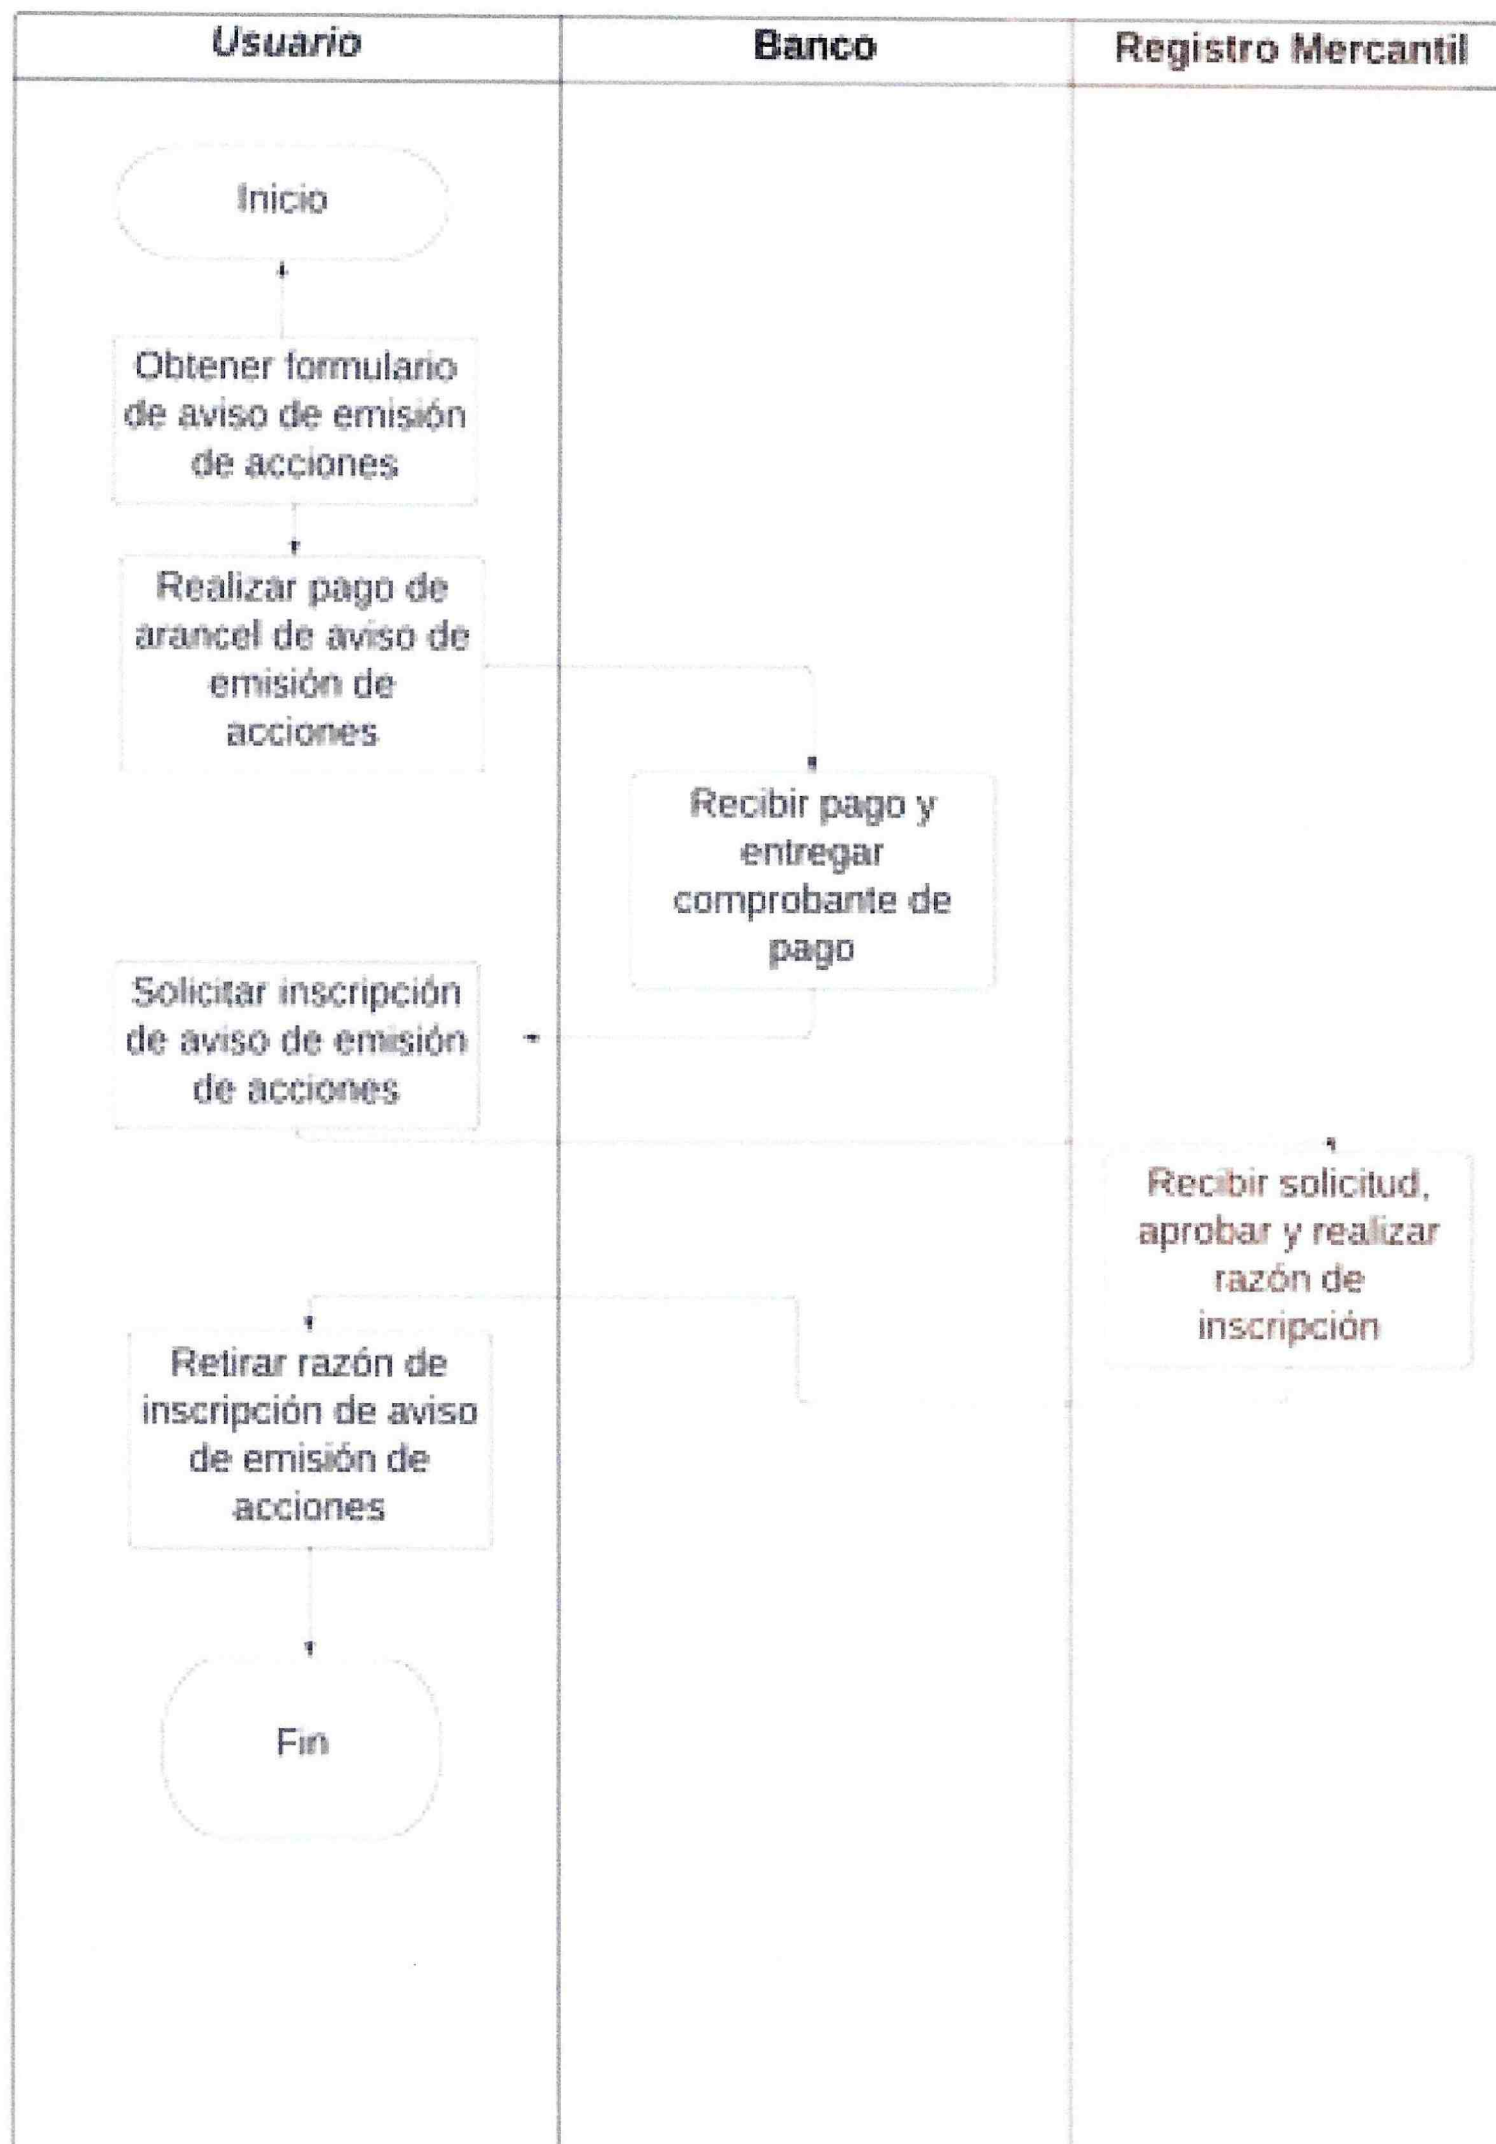 Usuario
Banco
Registro Mercantil
Inicio
Obtener formulario
de aviso de emisión
de acciones
Realizar pago de
arancel de aviso de
emisión de
acciones
Recibir pago y
entregar
comprobante de
pago
Solicitar inscripción
de aviso de emisión
de acciones
Recibir solicitud,
aprobar y realizar
razón de
inscripción
Retirar razón de
inscripción de aviso
de emisión de
acciones
Fin